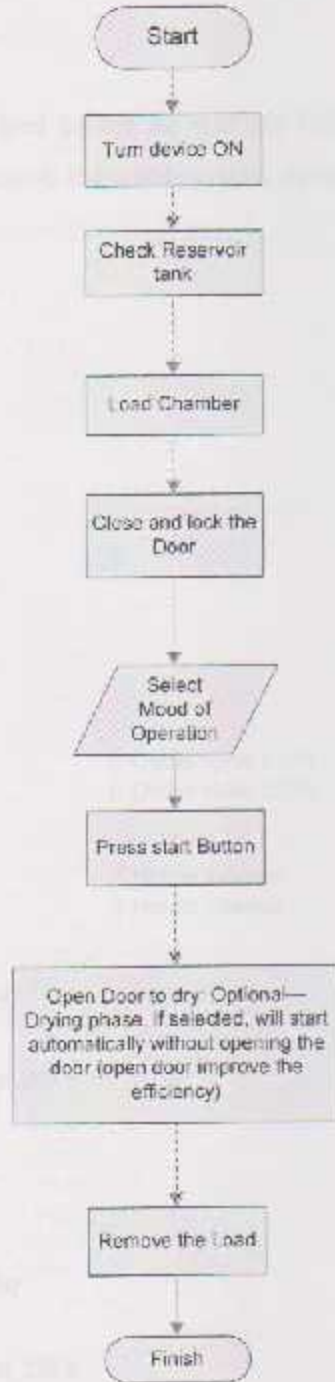 Start
Turn device ON
Check Reservoir
tank
Load Chamber
Close and lock the
Door
Select
Mood of
Operation
Press start Button
Open Door to dry: Optional—
Drying phase. If selected, will start
automatically without opening the
door (open door improve the
efficiency)
Remove the Load
Finish